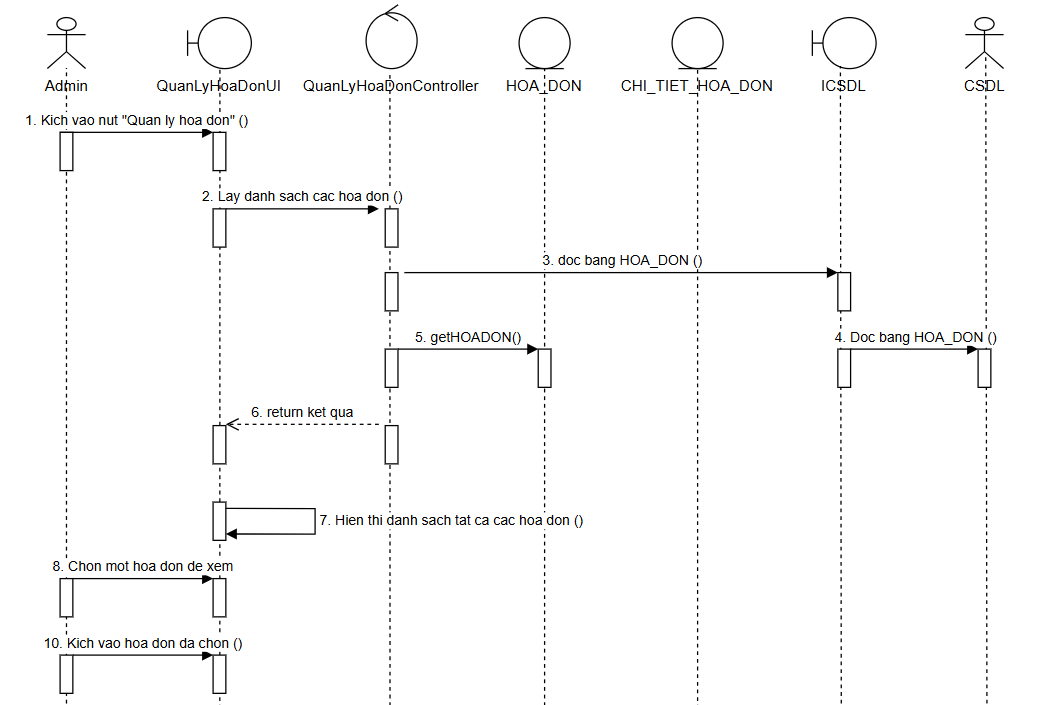 Admin
QuanLyHoaDonUI
QuanLyHoaDonController
HOA_DON
CHI_TIET_HOA_DON
ICSDL
CSDL
1. Kich vao nut "Quan ly hoa don" ()
2. Lay danh sach cac hoa don ()
3. doc bang HOA_DON ()
5. getHOADON()
4. Doc bang HOA_DON ()
6. return ket qua
7. Hien thi danh sach tat ca cac hoa don ()
8. Chon mot hoa don de xem
10. Kich vao hoa don da chon ()